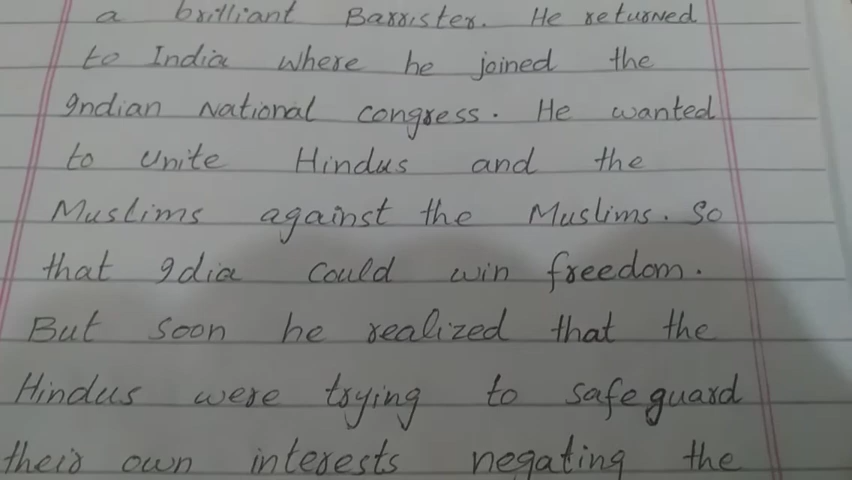 a brilliant Barrister. He returned
to India where he joined the
Indian National congress. He wanted
to unite Hindus and the
Muslims against the Muslims. So
that Idia could win freedom.
But soon he realized that the
Hindus were trying to safeguard
their own interests negating the